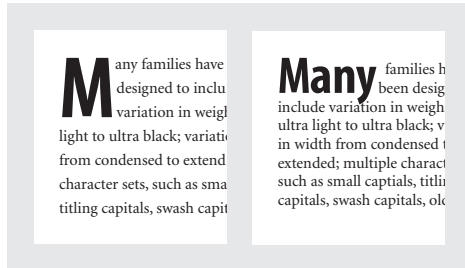 Many families have
designed to inclu
variation in weigh
light to ultra black; variati
from condensed to extend
character sets, such as sma
titling capitals, swash capit
Many families h
been desig
include variation in weigh
ultra light to ultra black; v
in width from condensed t
extended; multiple charact
such as small captials, titlin
capitals, swash capitals, old